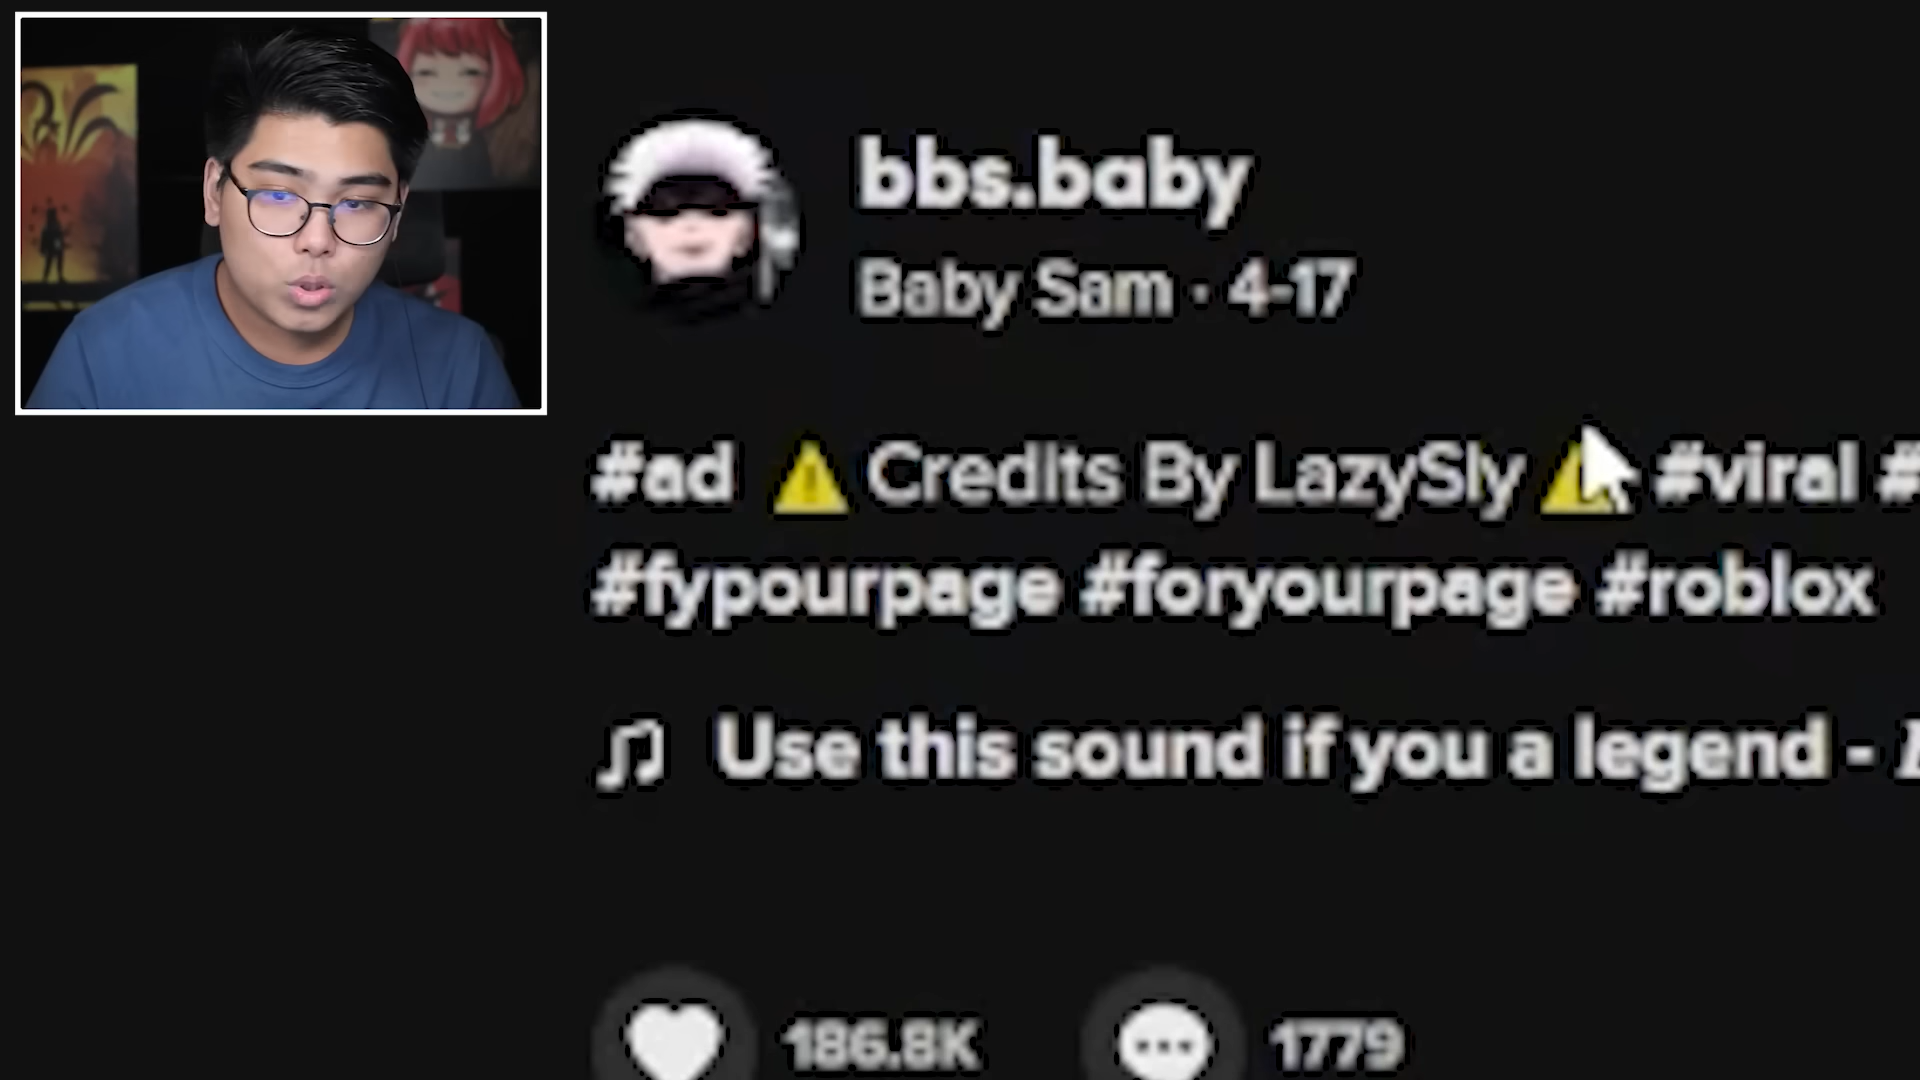 bbs.baby
Baby Sam · 4-17
#ad ⚠ Credits By LazySly ⚠ #viral #
#fypourpage #foryourpage #roblox
Use this sound if you a legend -
186.8K
1779